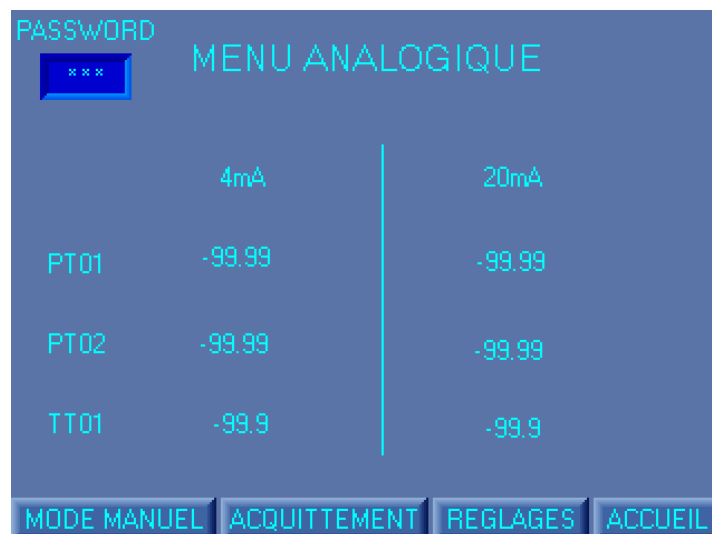 PASSWORD
***
MENU ANALOGIQUE
4mA 20mA
PT01 -99.99 -99.99
PT02 -99.99 -99.99
TT01 -99.9 -99.9
MODE MANUEL ACQUITTEMENT REGLAGES ACCUEIL